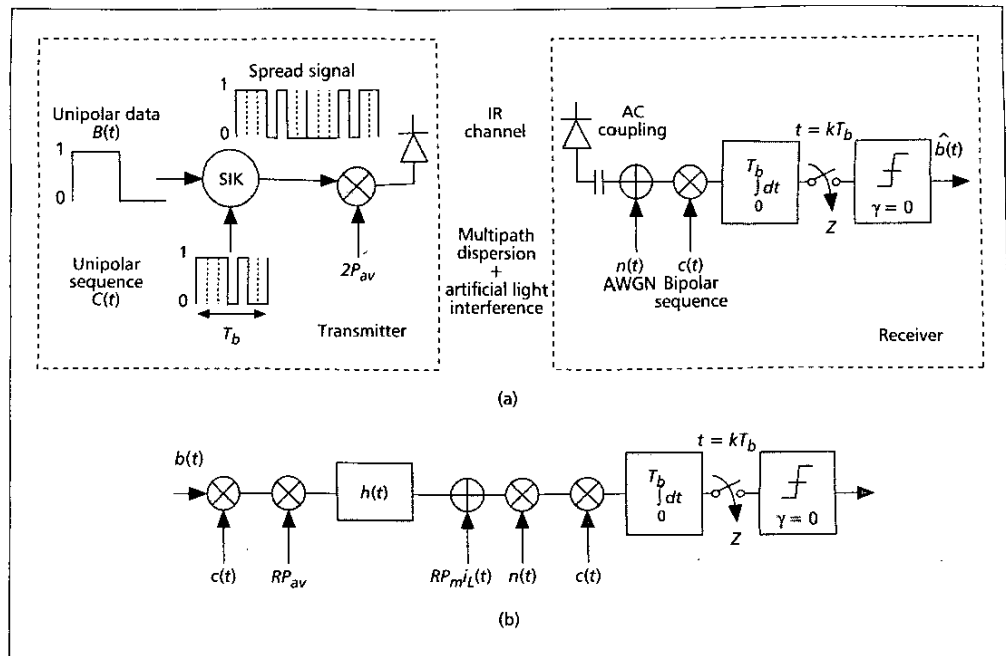 Spread signal
1
0
Unipolar data
B(t)
1
0
SIK
2P_av
Unipolar
sequence
C(t)
1
0
T_b
Transmitter
IR
channel
Multipath
dispersion
+
artificial light
interference
AC
coupling
n(t)
AWGN
c(t)
Bipolar
sequence
T_b
∫dt
0
t = kT_b
Z
γ = 0
b̂(t)
Receiver
(a)
b(t)
c(t)
RP_av
h(t)
RP_m i_L(t)
n(t)
c(t)
T_b
∫dt
0
t = kT_b
Z
γ = 0
(b)